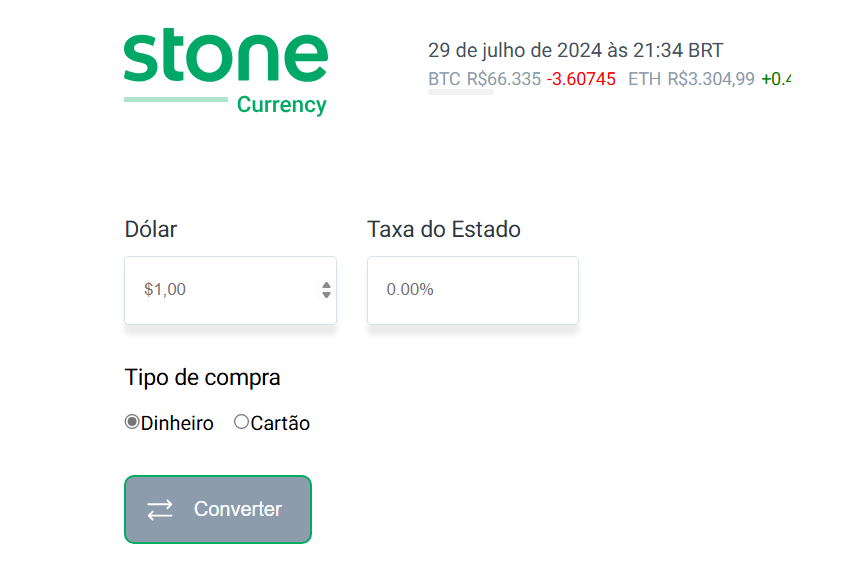 stone
Currency
29 de julho de 2024 às 21:34 BRT
BTC R$66.335 -3.60745 ETH R$3.304,99 +0.4
Dólar
Taxa do Estado
$1,00
0.00%
Tipo de compra
Dinheiro
Cartão
Converter